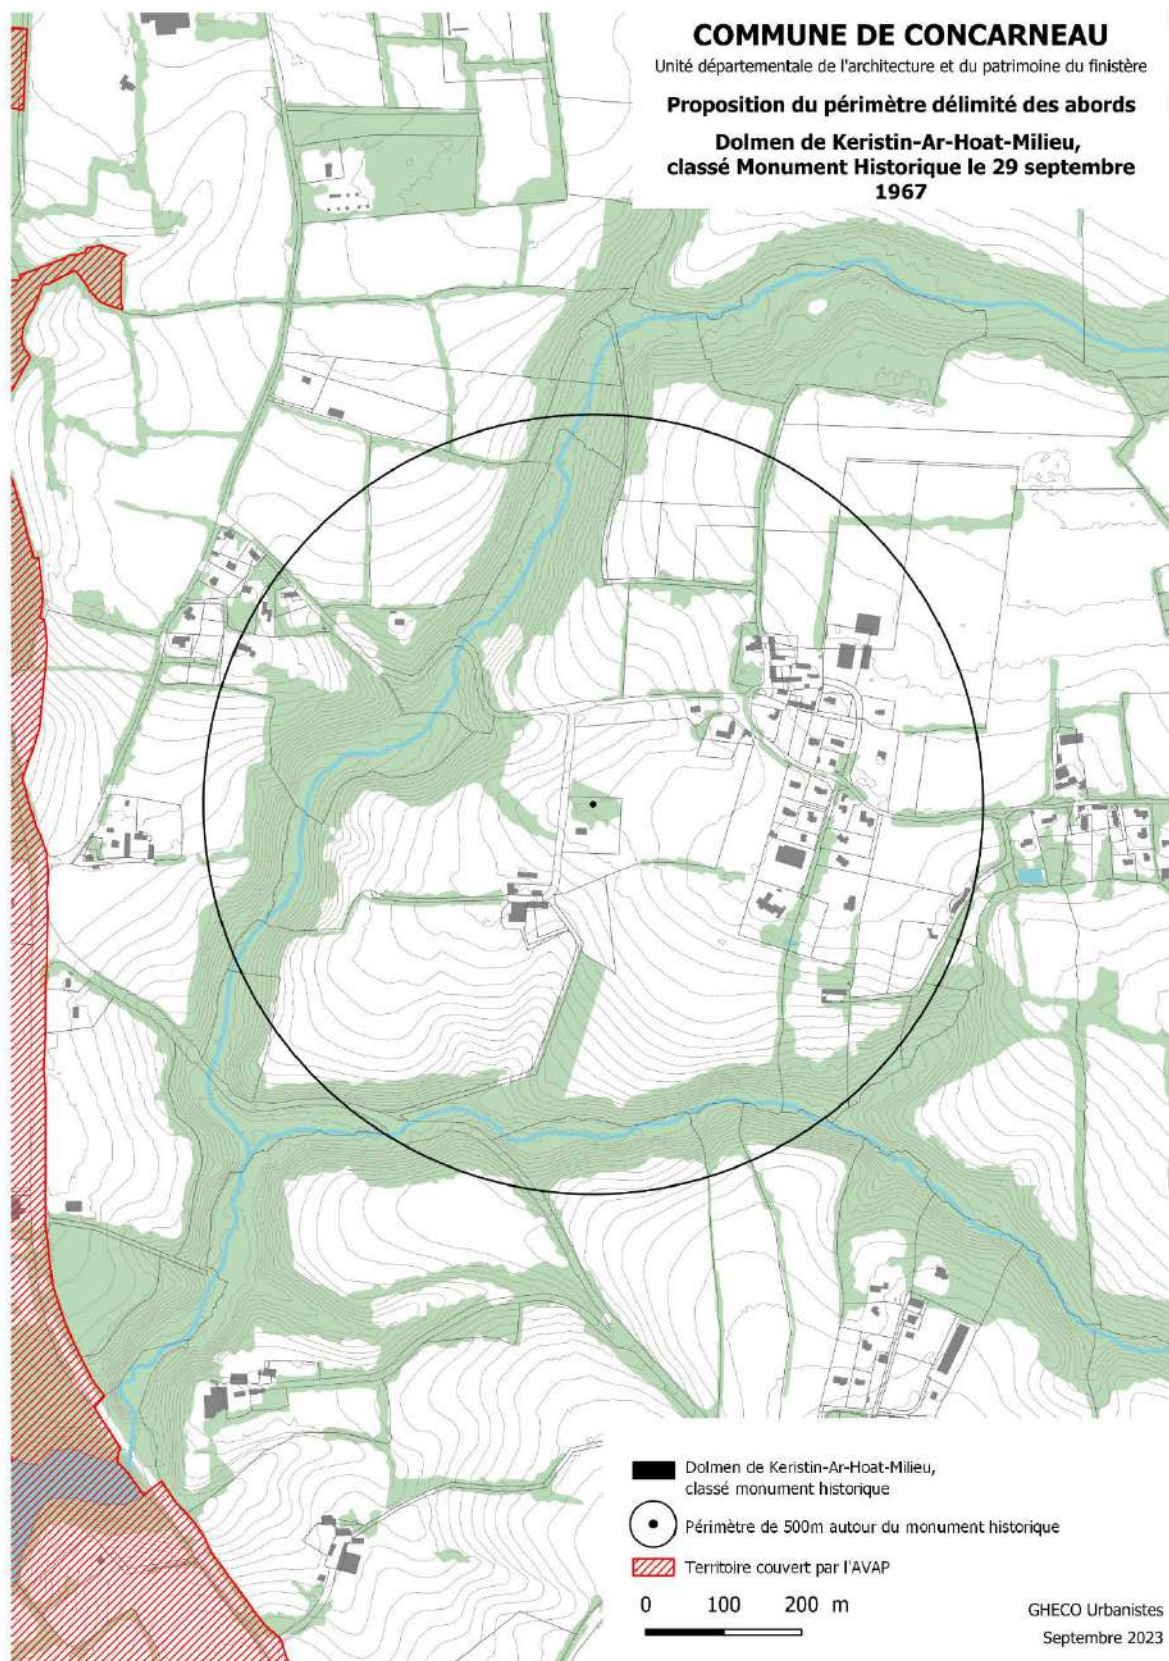 COMMUNE DE CONCARNEAU
Unité départementale de l'architecture et du patrimoine du finistère
Proposition du périmètre délimité des abords
Dolmen de Keristin-Ar-Hoat-Milieu,
classé Monument Historique le 29 septembre
1967
Dolmen de Keristin-Ar-Hoat-Milieu,
classé monument historique
Périmètre de 500m autour du monument historique
Territoire couvert par l'AVAP
0 100 200 m
GHECO Urbanistes
Septembre 2023